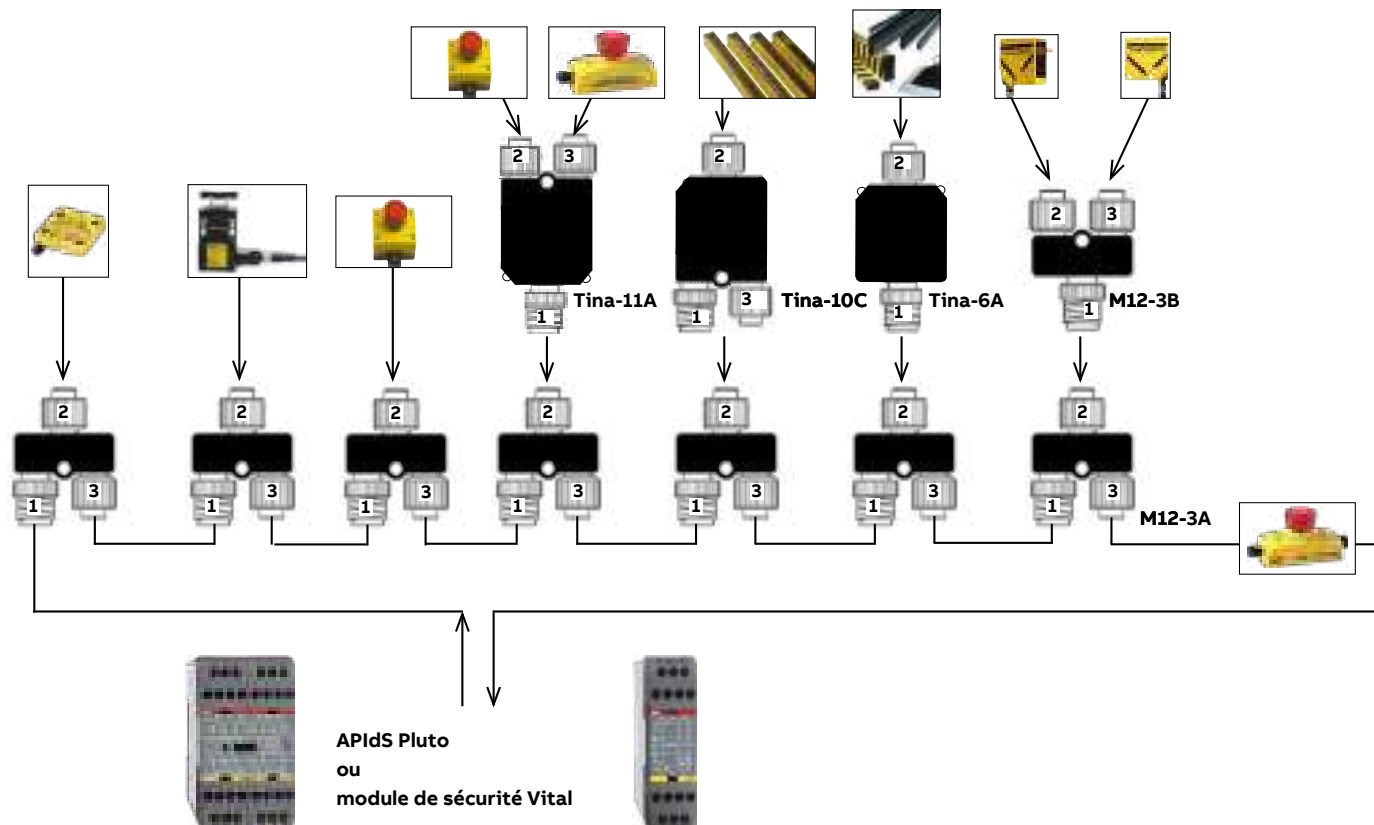 2 3 2 2
2 3
3
1 Tina-11A 1 Tina-10C 1 Tina-6A 1 M12-3B
2 2 2 2 2 2 2
1 3 1 3 1 3 1 3 1 3 1 3 1 3
M12-3A
APIdS Pluto
ou
module de sécurité Vital